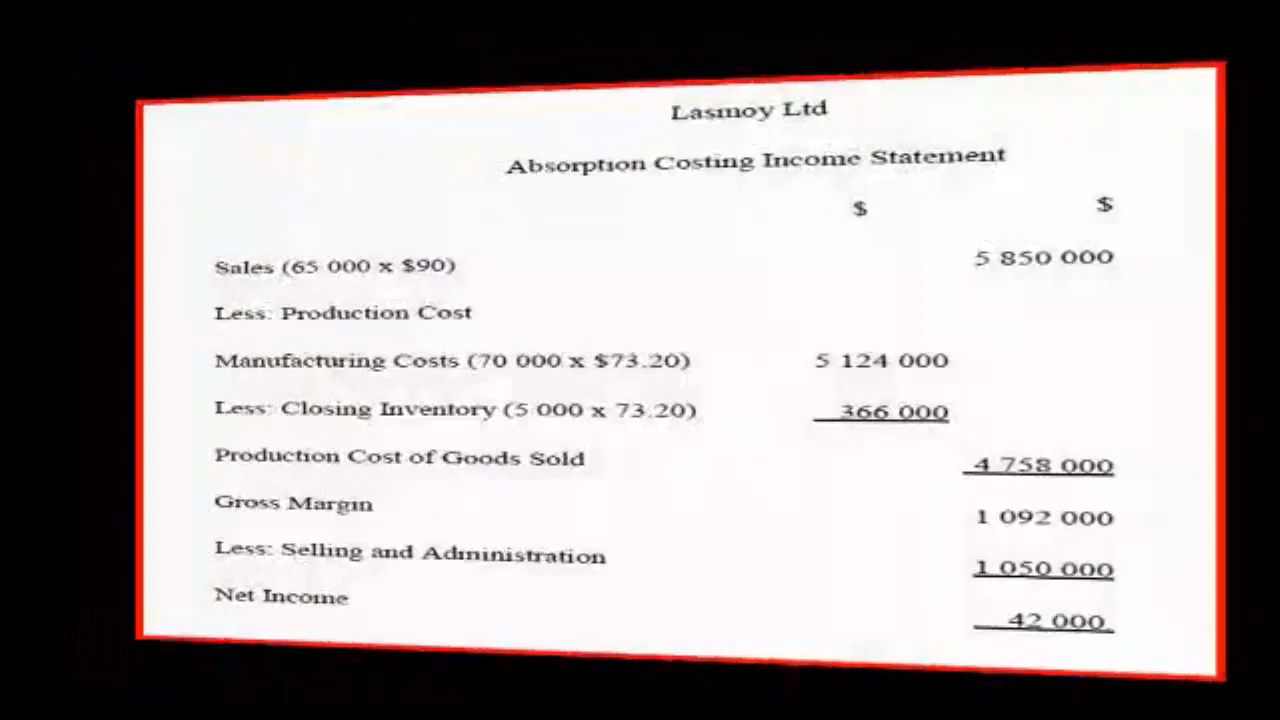 Lasmoy Ltd
Absorption Costing Income Statement
$ $
Sales (65 000 x $90) 5 850 000
Less: Production Cost
Manufacturing Costs (70 000 x $73.20) 5 124 000
Less: Closing Inventory (5 000 x 73.20) 366 000
Production Cost of Goods Sold 4 758 000
Gross Margin 1 092 000
Less: Selling and Administration 1 050 000
Net Income 42 000